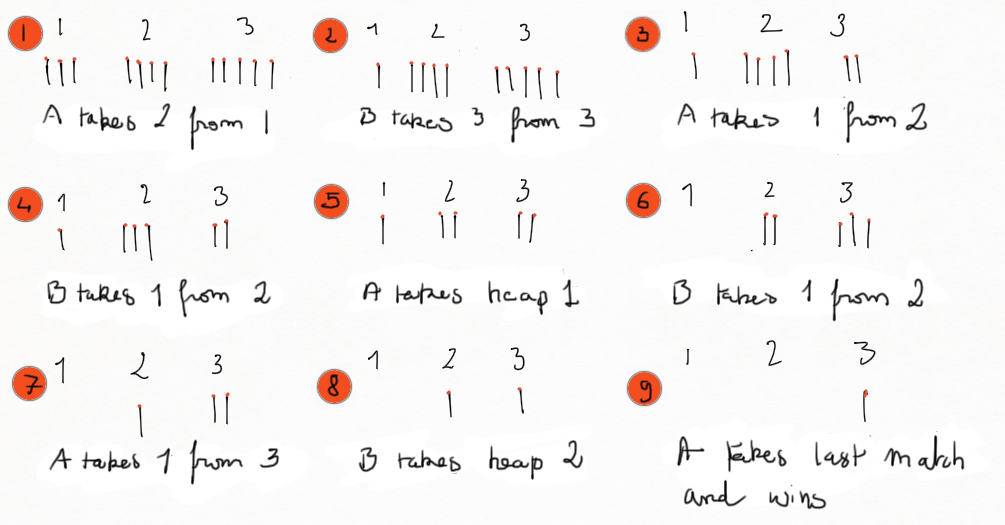 1 1 2 3
A takes 2 from 1
2 1 2 3
B takes 3 from 3
3 1 2 3
A takes 1 from 2
4 1 2 3
B takes 1 from 2
5 1 2 3
A takes heap 1
6 1 2 3
B takes 1 from 2
7 1 2 3
A takes 1 from 3
8 1 2 3
B takes heap 2
9 1 2 3
A takes last match
and wins